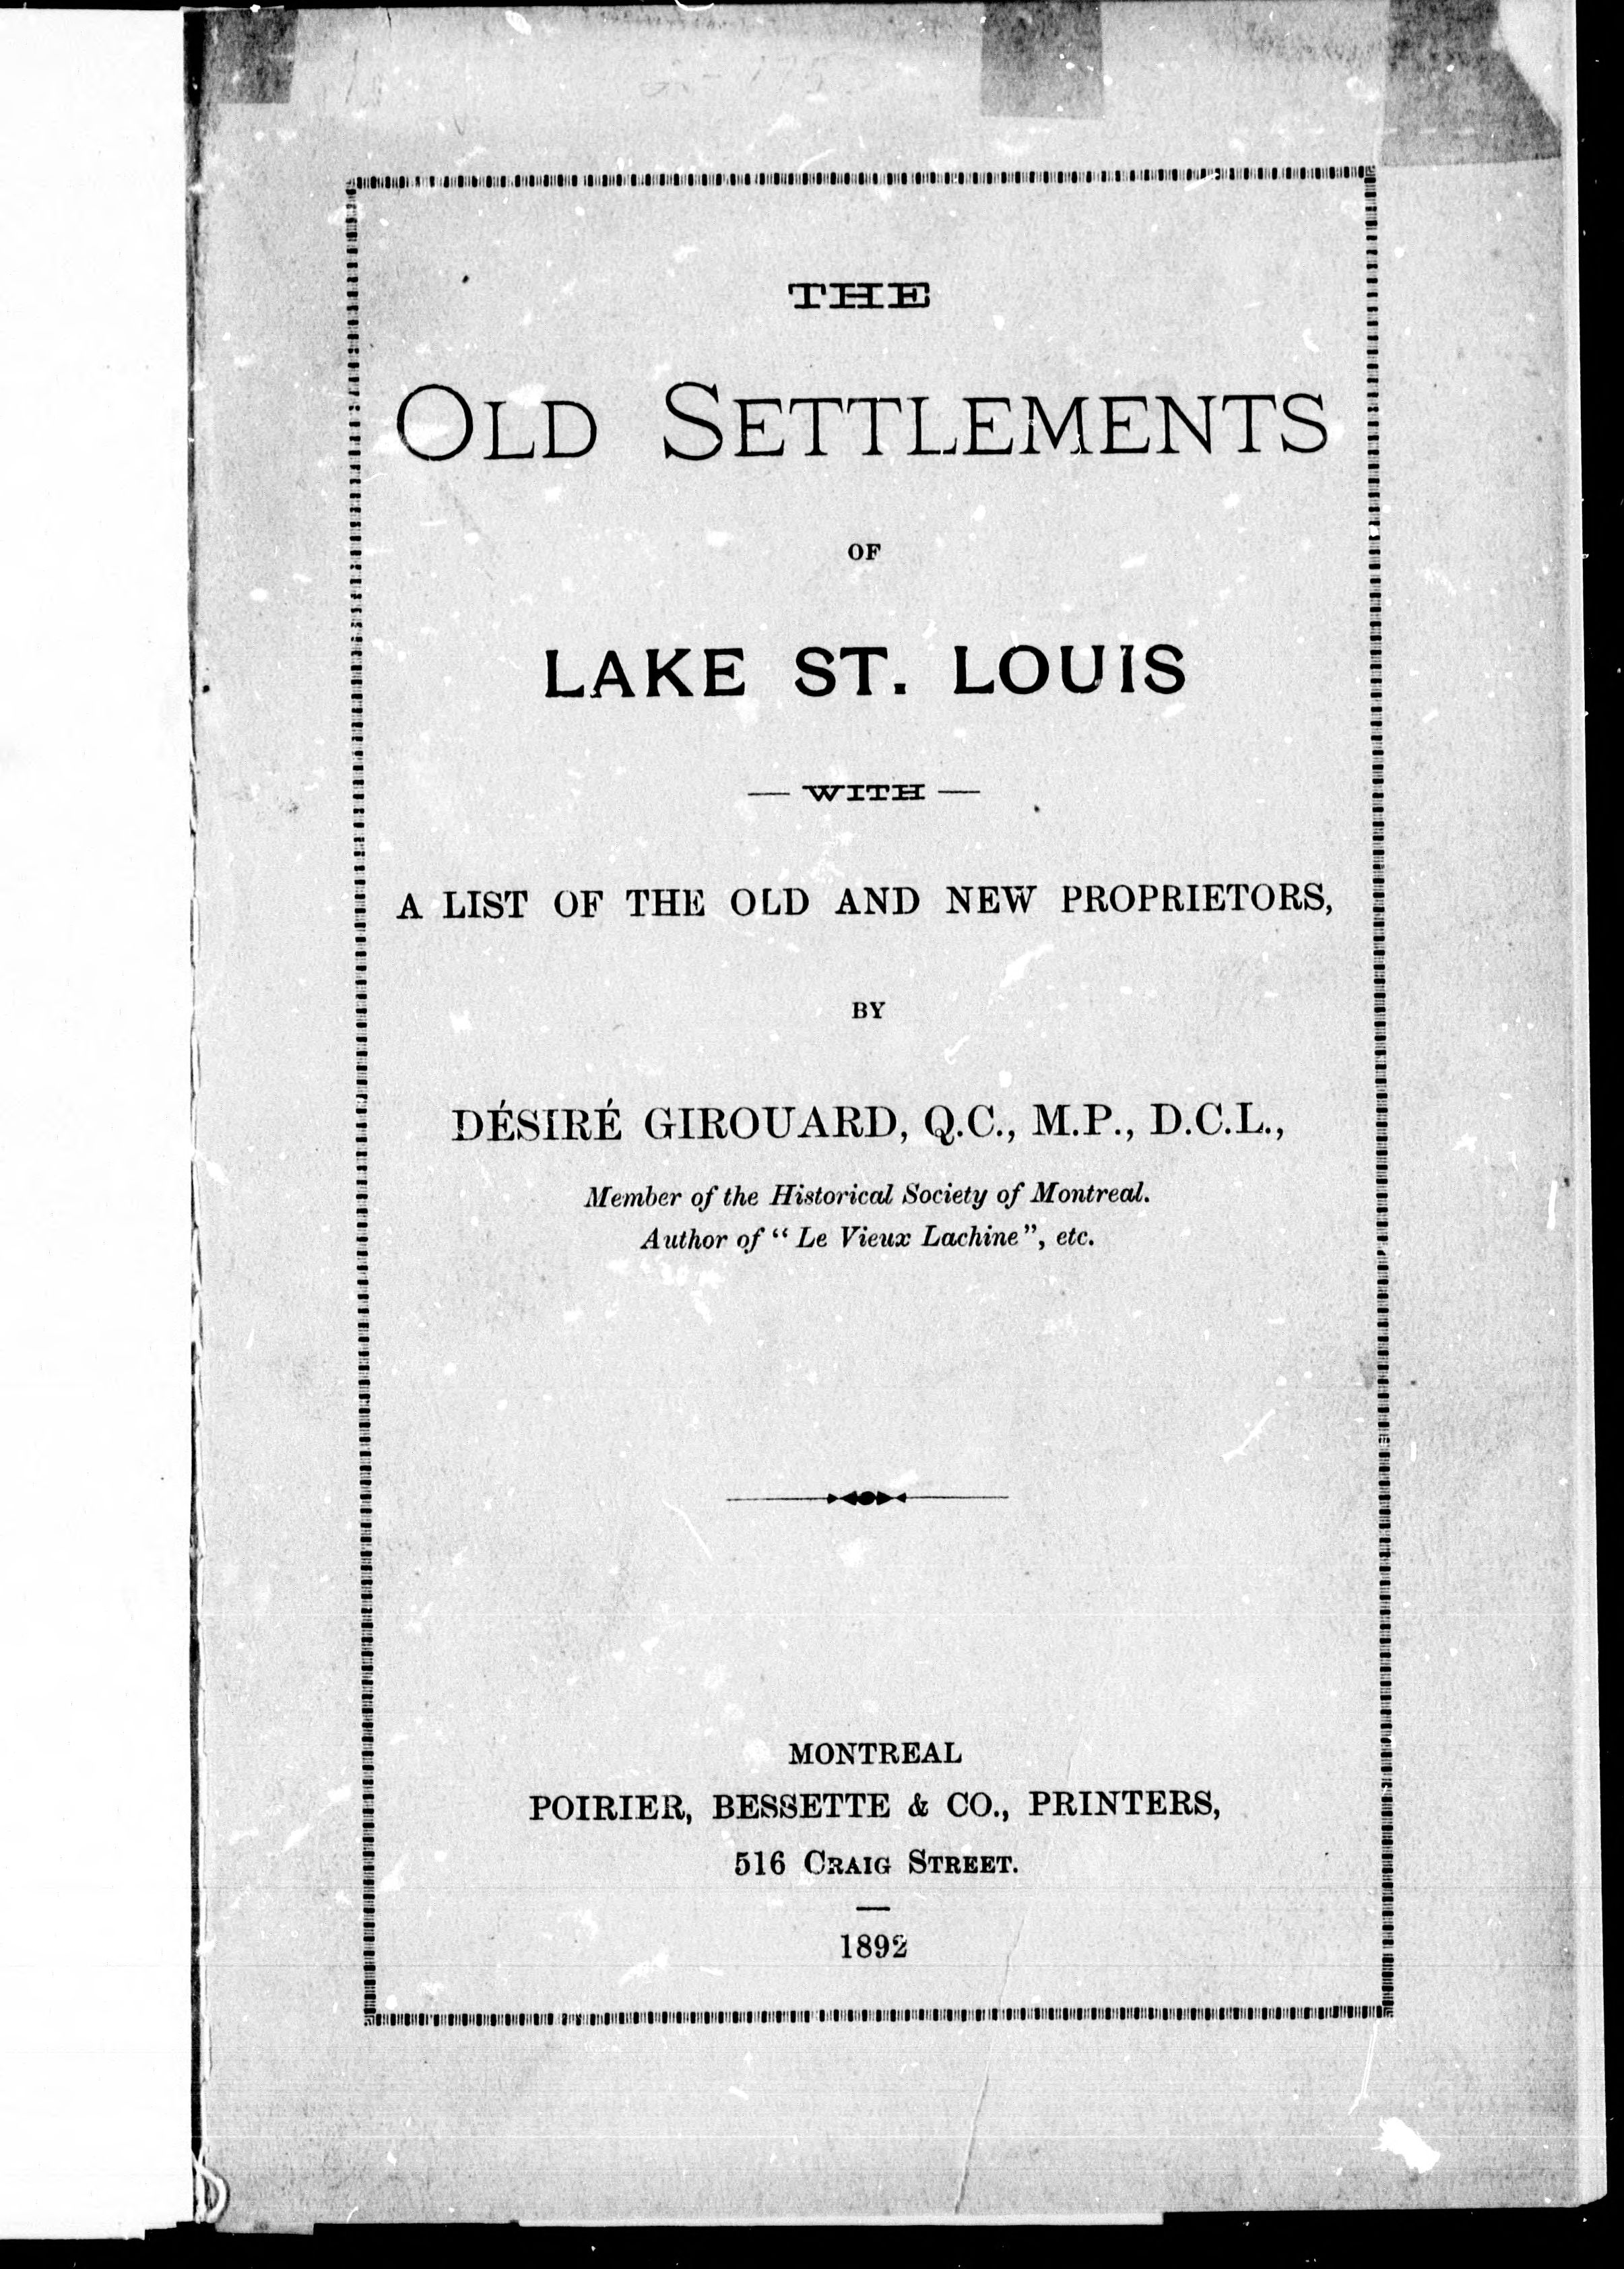 THE
OLD SETTLEMENTS
OF
LAKE ST. LOUIS
— WITH —
A LIST OF THE OLD AND NEW PROPRIETORS,
BY
DÉSIRÉ GIROUARD, Q.C., M.P., D.C.L.,
Member of the Historical Society of Montreal.
Author of “ Le Vieux Lachine”, etc.
MONTREAL
POIRIER, BESSETTE & CO., PRINTERS,
516 CRAIG STREET.
1892